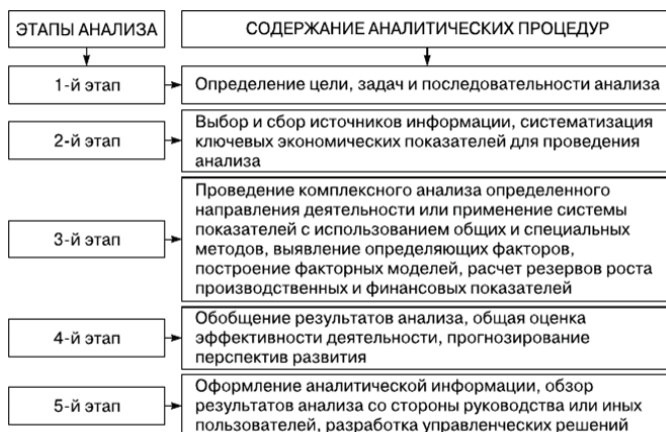 ЭТАПЫ АНАЛИЗА
СОДЕРЖАНИЕ АНАЛИТИЧЕСКИХ ПРОЦЕДУР
1-й этап
Определение цели, задач и последовательности анализа
2-й этап
Выбор и сбор источников информации, систематизация
ключевых экономических показателей для проведения
анализа
3-й этап
Проведение комплексного анализа определенного
направления деятельности или применение системы
показателей с использованием общих и специальных
методов, выявление определяющих факторов,
построение факторных моделей, расчет резервов роста
производственных и финансовых показателей
4-й этап
Обобщение результатов анализа, общая оценка
эффективности деятельности, прогнозирование
перспектив развития
5-й этап
Оформление аналитической информации, обзор
результатов анализа со стороны руководства или иных
пользователей, разработка управленческих решений